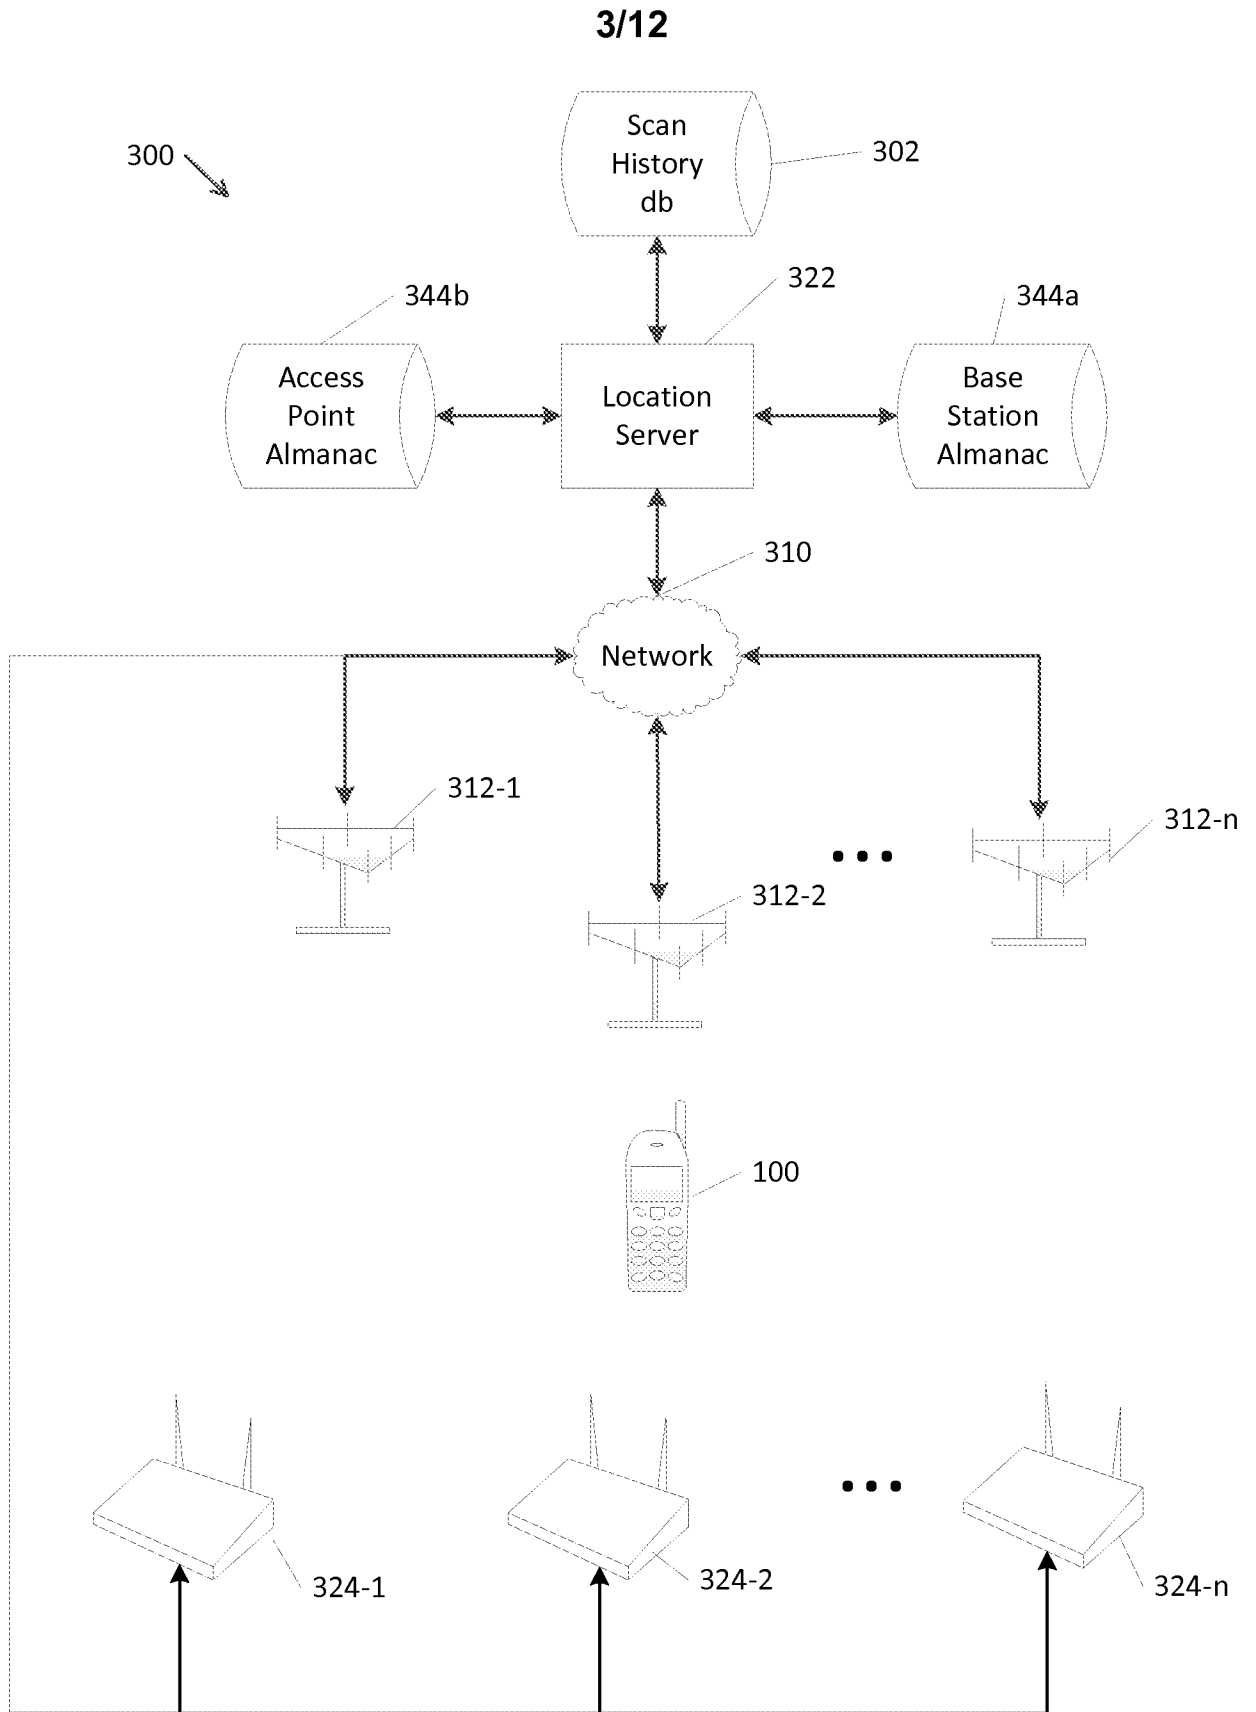 3/12
300
Scan
History
db
302
322
344b
344a
Access
Point
Almanac
Location
Server
Base
Station
Almanac
310
Network
312-1
312-n
312-2
100
324-1
324-2
324-n